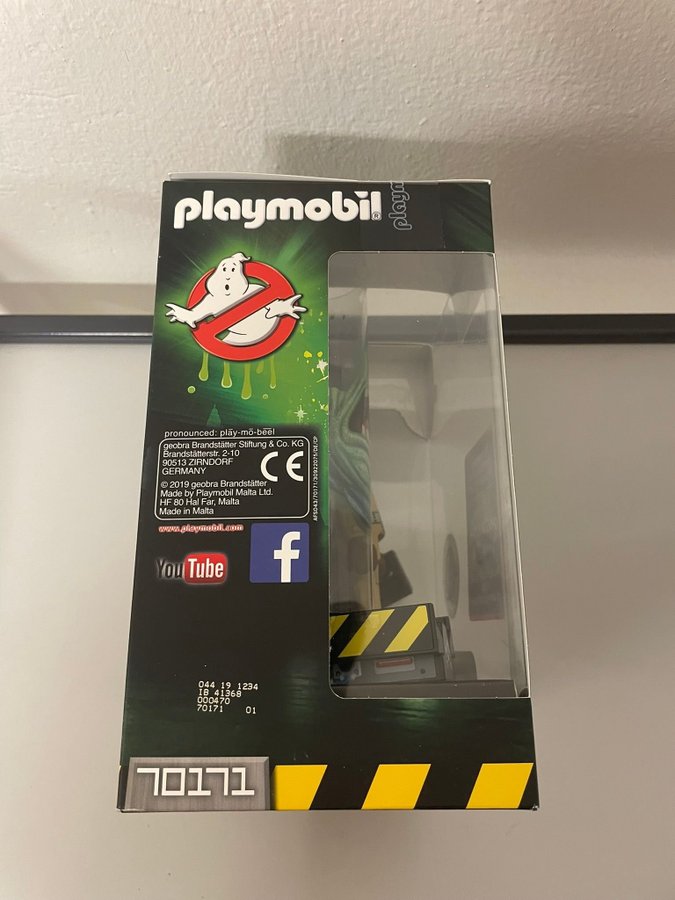 playmobil
®
playm
pronounced: plāy-mō-bēēl
geobra Brandstätter Stiftung & Co. KG
Brandstätterstr. 2-10
90513 ZIRNDORF
GERMANY
CE
© 2019 geobra Brandstätter
Made by Playmobil Malta Ltd.
HF 80 Hal Far, Malta
Made in Malta
www.playmobil.com
YouTube
f
044 19 1234
IB 41368
000470
70171 01
70171